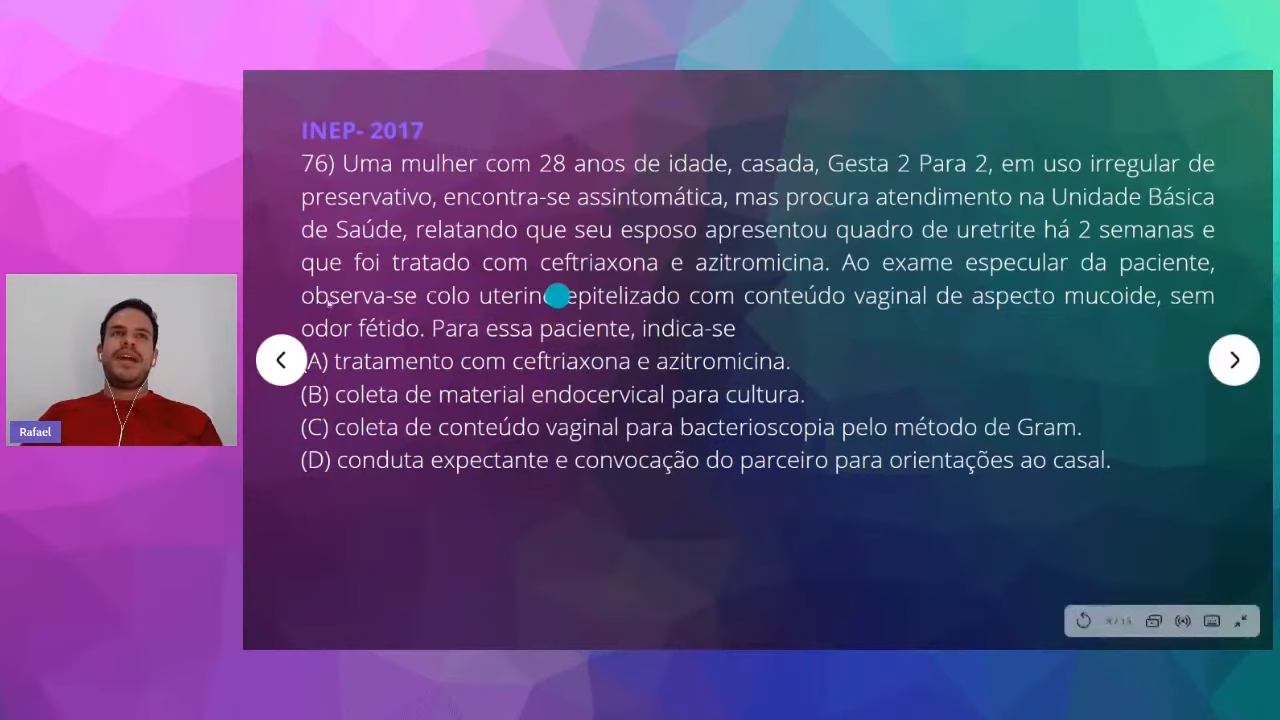 INEP- 2017
76) Uma mulher com 28 anos de idade, casada, Gesta 2 Para 2, em uso irregular de
preservativo, encontra-se assintomática, mas procura atendimento na Unidade Básica
de Saúde, relatando que seu esposo apresentou quadro de uretrite há 2 semanas e
que foi tratado com ceftriaxona e azitromicina. Ao exame especular da paciente,
observa-se colo uterino epitelizado com conteúdo vaginal de aspecto mucoide, sem
odor fétido. Para essa paciente, indica-se
A) tratamento com ceftriaxona e azitromicina.
(B) coleta de material endocervical para cultura.
(C) coleta de conteúdo vaginal para bacterioscopia pelo método de Gram.
(D) conduta expectante e convocação do parceiro para orientações ao casal.
Rafael